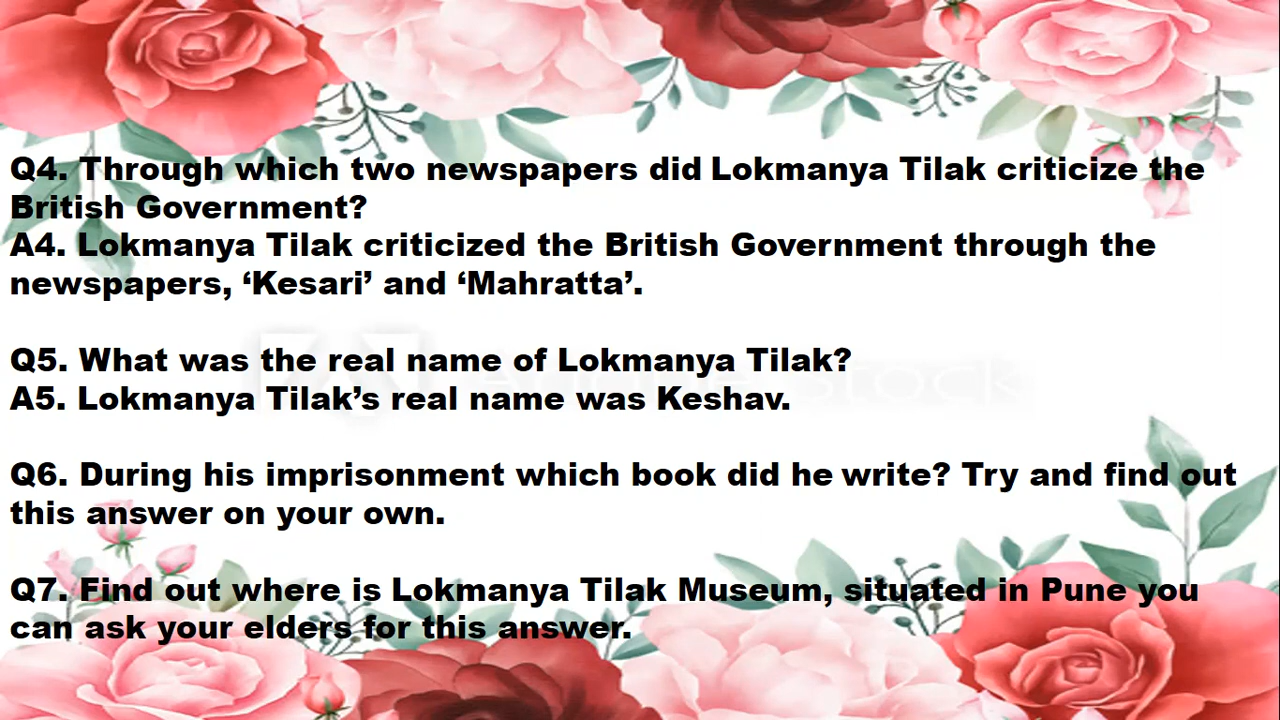 Q4. Through which two newspapers did Lokmanya Tilak criticize the
British Government?
A4. Lokmanya Tilak criticized the British Government through the
newspapers, ‘Kesari’ and ‘Mahratta’.
Q5. What was the real name of Lokmanya Tilak?
A5. Lokmanya Tilak’s real name was Keshav.
Q6. During his imprisonment which book did he write? Try and find out
this answer on your own.
Q7. Find out where is Lokmanya Tilak Museum, situated in Pune you
can ask your elders for this answer.